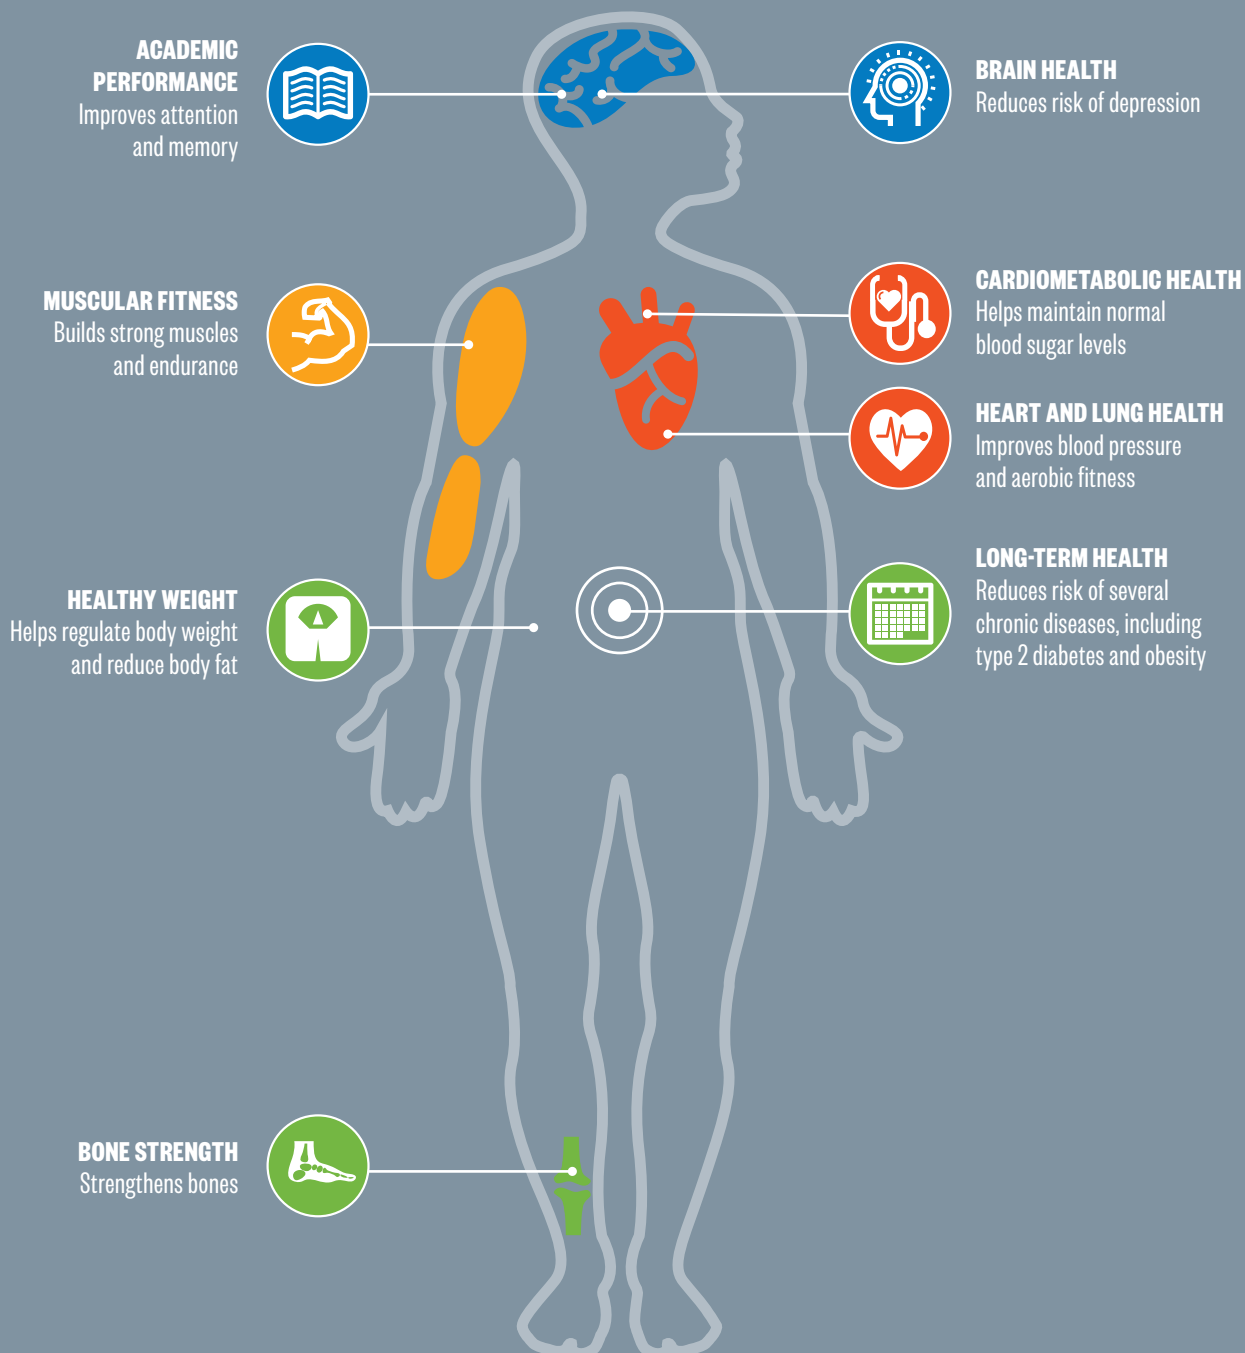 ACADEMIC
PERFORMANCE
Improves attention
and memory
BRAIN HEALTH
Reduces risk of depression
MUSCULAR FITNESS
Builds strong muscles
and endurance
CARDIOMETABOLIC HEALTH
Helps maintain normal
blood sugar levels
HEART AND LUNG HEALTH
Improves blood pressure
and aerobic fitness
HEALTHY WEIGHT
Helps regulate body weight
and reduce body fat
LONG-TERM HEALTH
Reduces risk of several
chronic diseases, including
type 2 diabetes and obesity
BONE STRENGTH
Strengthens bones